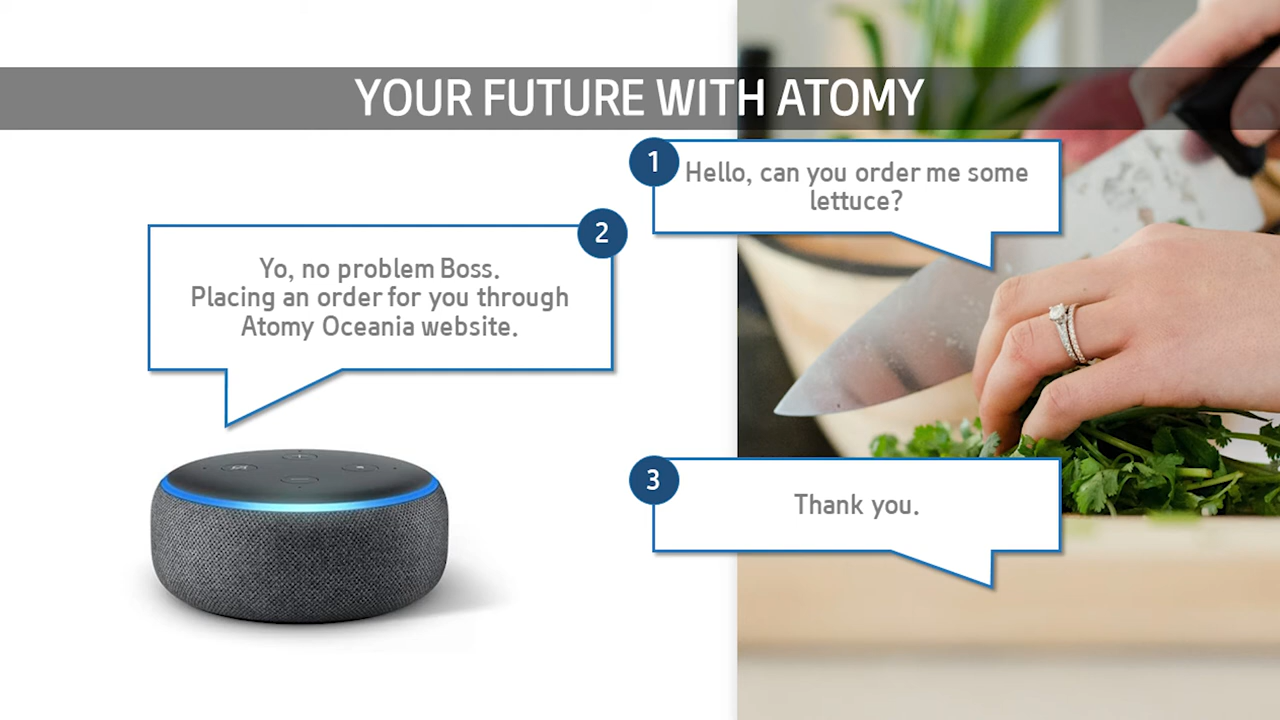 YOUR FUTURE WITH ATOMY
1
Hello, can you order me some
lettuce?
2
Yo, no problem Boss.
Placing an order for you through
Atomy Oceania website.
3
Thank you.